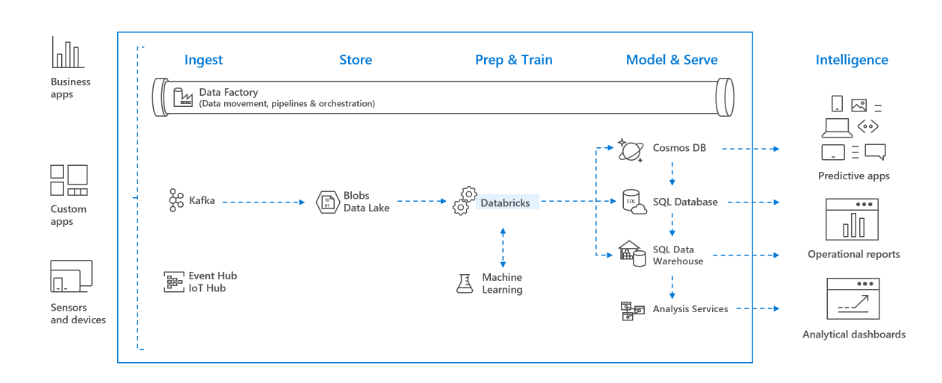 Ingest
Store
Prep & Train
Model & Serve
Intelligence
Business
apps
Custom
apps
Sensors
and devices
Data Factory
(Data movement, pipelines & orchestration)
Kafka
Event Hub
IoT Hub
Blobs
Data Lake
Databricks
Machine
Learning
Cosmos DB
SQL
SQL Database
SQL Data
Warehouse
Analysis Services
Predictive apps
Operational reports
Analytical dashboards